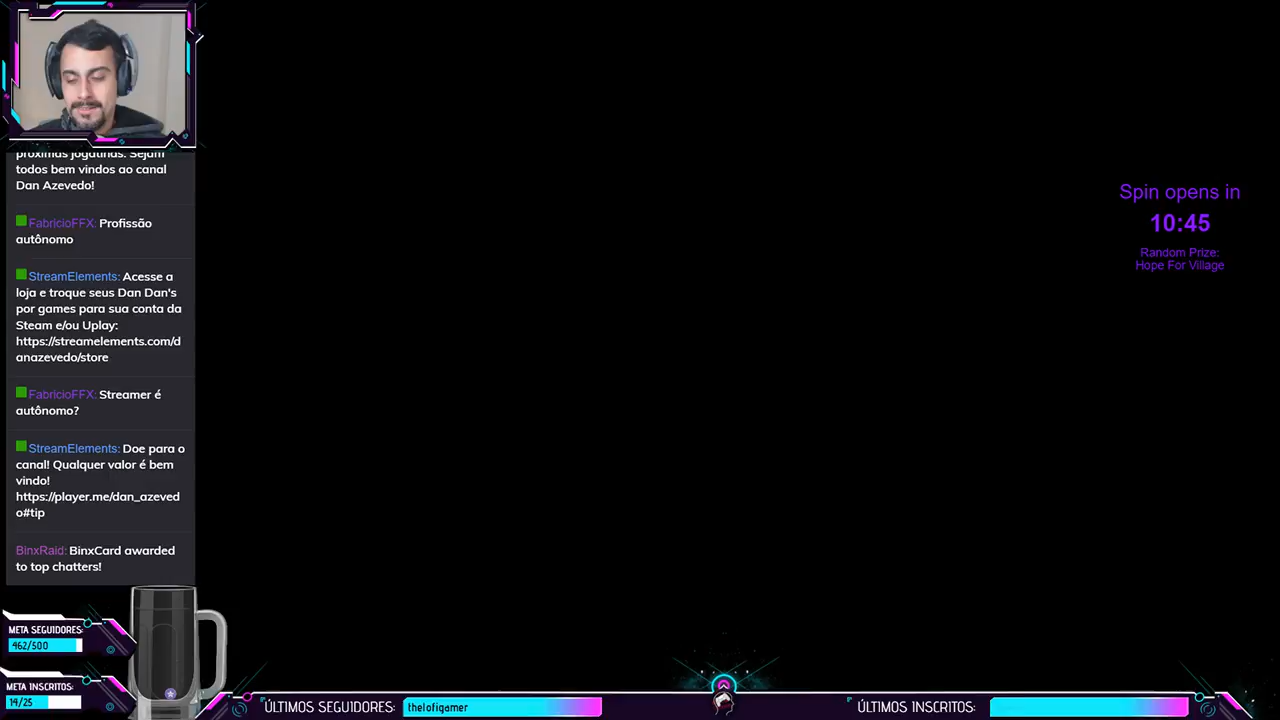 próximas jogatinas. Sejam
todos bem vindos ao canal
Dan Azevedo!
FabricioFFX: Profissão
autônomo
StreamElements: Acesse a
loja e troque seus Dan Dan's
por games para sua conta da
Steam e/ou Uplay:
https://streamelements.com/d
anazevedo/store
FabricioFFX: Streamer é
autônomo?
StreamElements: Doe para o
canal! Qualquer valor é bem
vindo!
https://player.me/dan_azeved
o#tip
BinxRaid: BinxCard awarded
to top chatters!
Spin opens in
10:45
Random Prize:
Hope For Village
META SEGUIDORES:
462/500
META INSCRITOS:
14/25
ÚLTIMOS SEGUIDORES: thelofigamer
ÚLTIMOS INSCRITOS: